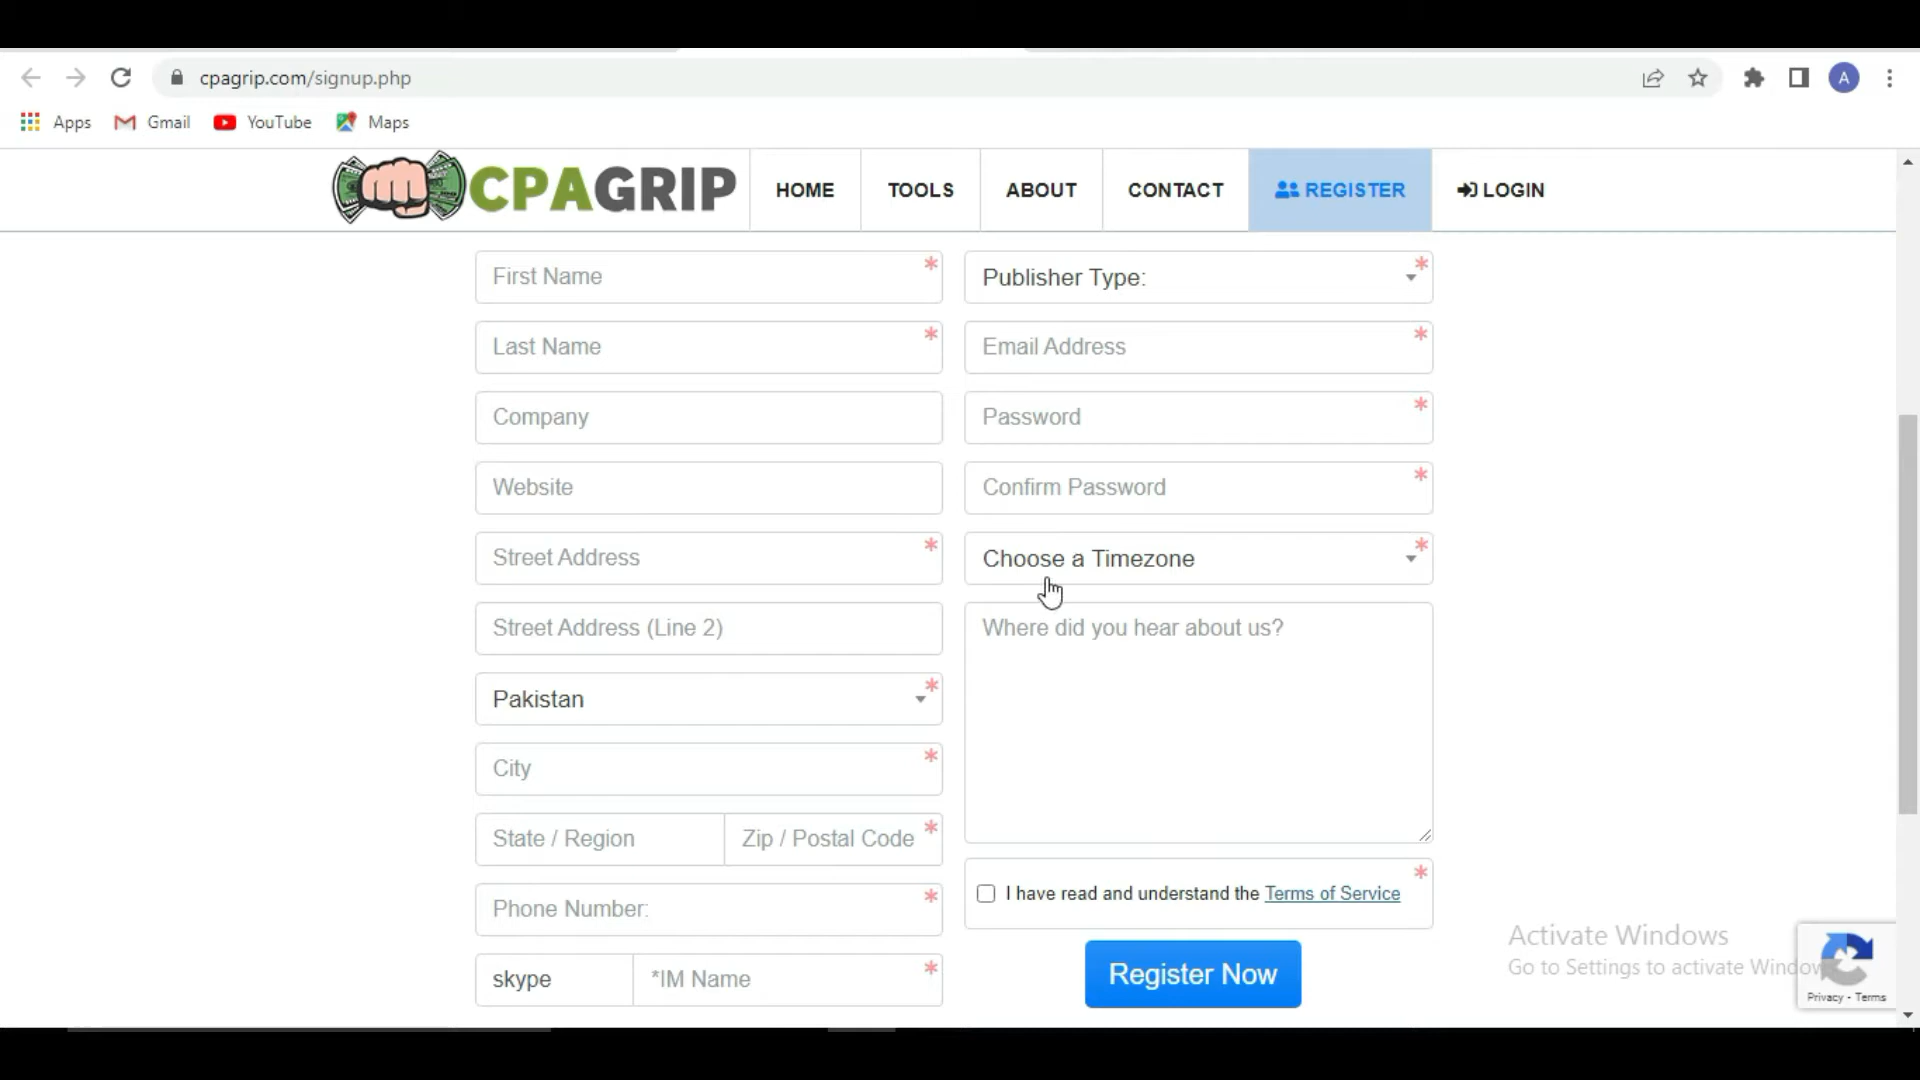 cpagrip.com/signup.php
A
Apps Gmail YouTube Maps
CPAGRIP HOME TOOLS ABOUT CONTACT REGISTER LOGIN
First Name *
Last Name *
Company
Website
Street Address *
Street Address (Line 2)
Pakistan *
City *
State / Region Zip / Postal Code *
Phone Number: *
skype *IM Name *
Publisher Type: *
Email Address *
Password *
Confirm Password *
Choose a Timezone *
Where did you hear about us?
I have read and understand the Terms of Service *
Register Now
Activate Windows
Go to Settings to activate Windows
Privacy - Terms